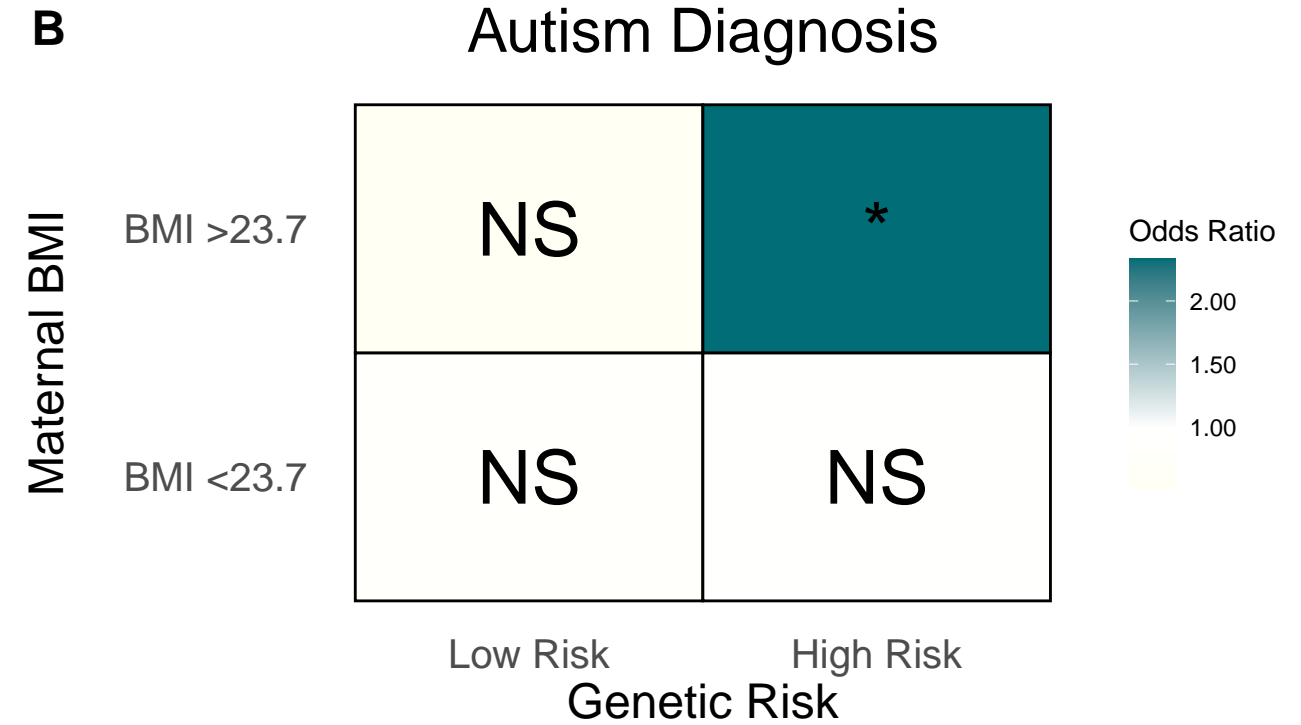 B
Autism Diagnosis
Maternal BMI
BMI >23.7
NS
*
BMI <23.7
NS
NS
Low Risk
High Risk
Genetic Risk
Odds Ratio
2.00
1.50
1.00